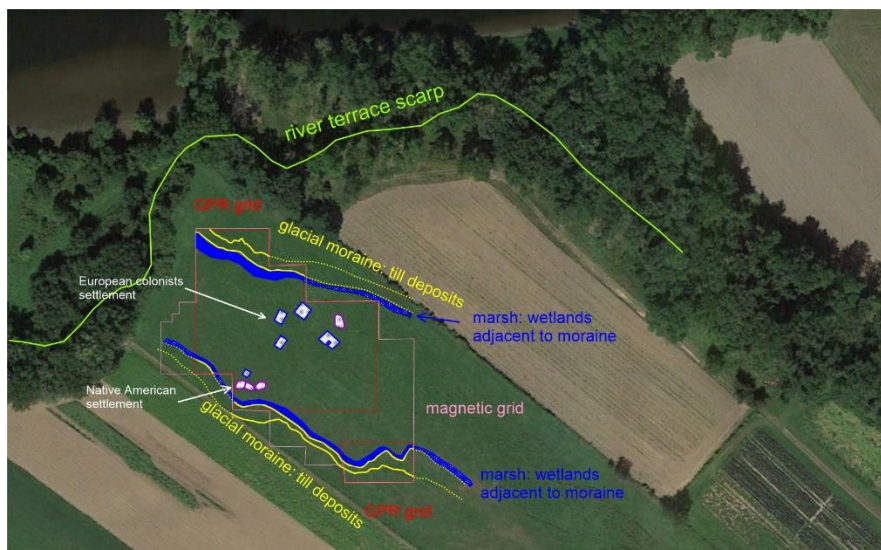 river terrace scarp
GPR grid
glacial moraine: till deposits
European colonists
settlement
marsh: wetlands
adjacent to moraine
Native American
settlement
magnetic grid
glacial moraine: till deposits
marsh: wetlands
adjacent to moraine
GPR grid